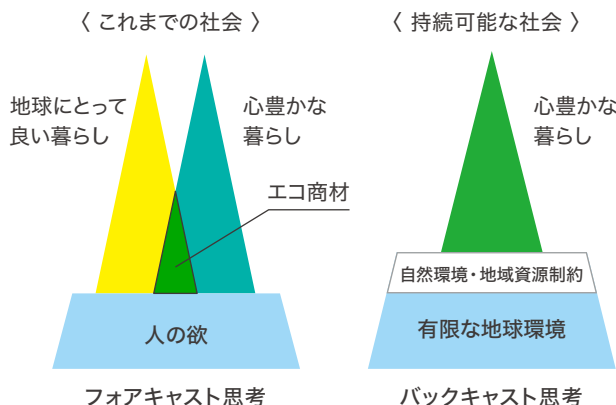 〈 これまでの社会 〉
地球にとって
良い暮らし
心豊かな
暮らし
エコ商材
人の欲
フォアキャスト思考
〈 持続可能な社会 〉
心豊かな
暮らし
自然環境・地域資源制約
有限な地球環境
バックキャスト思考